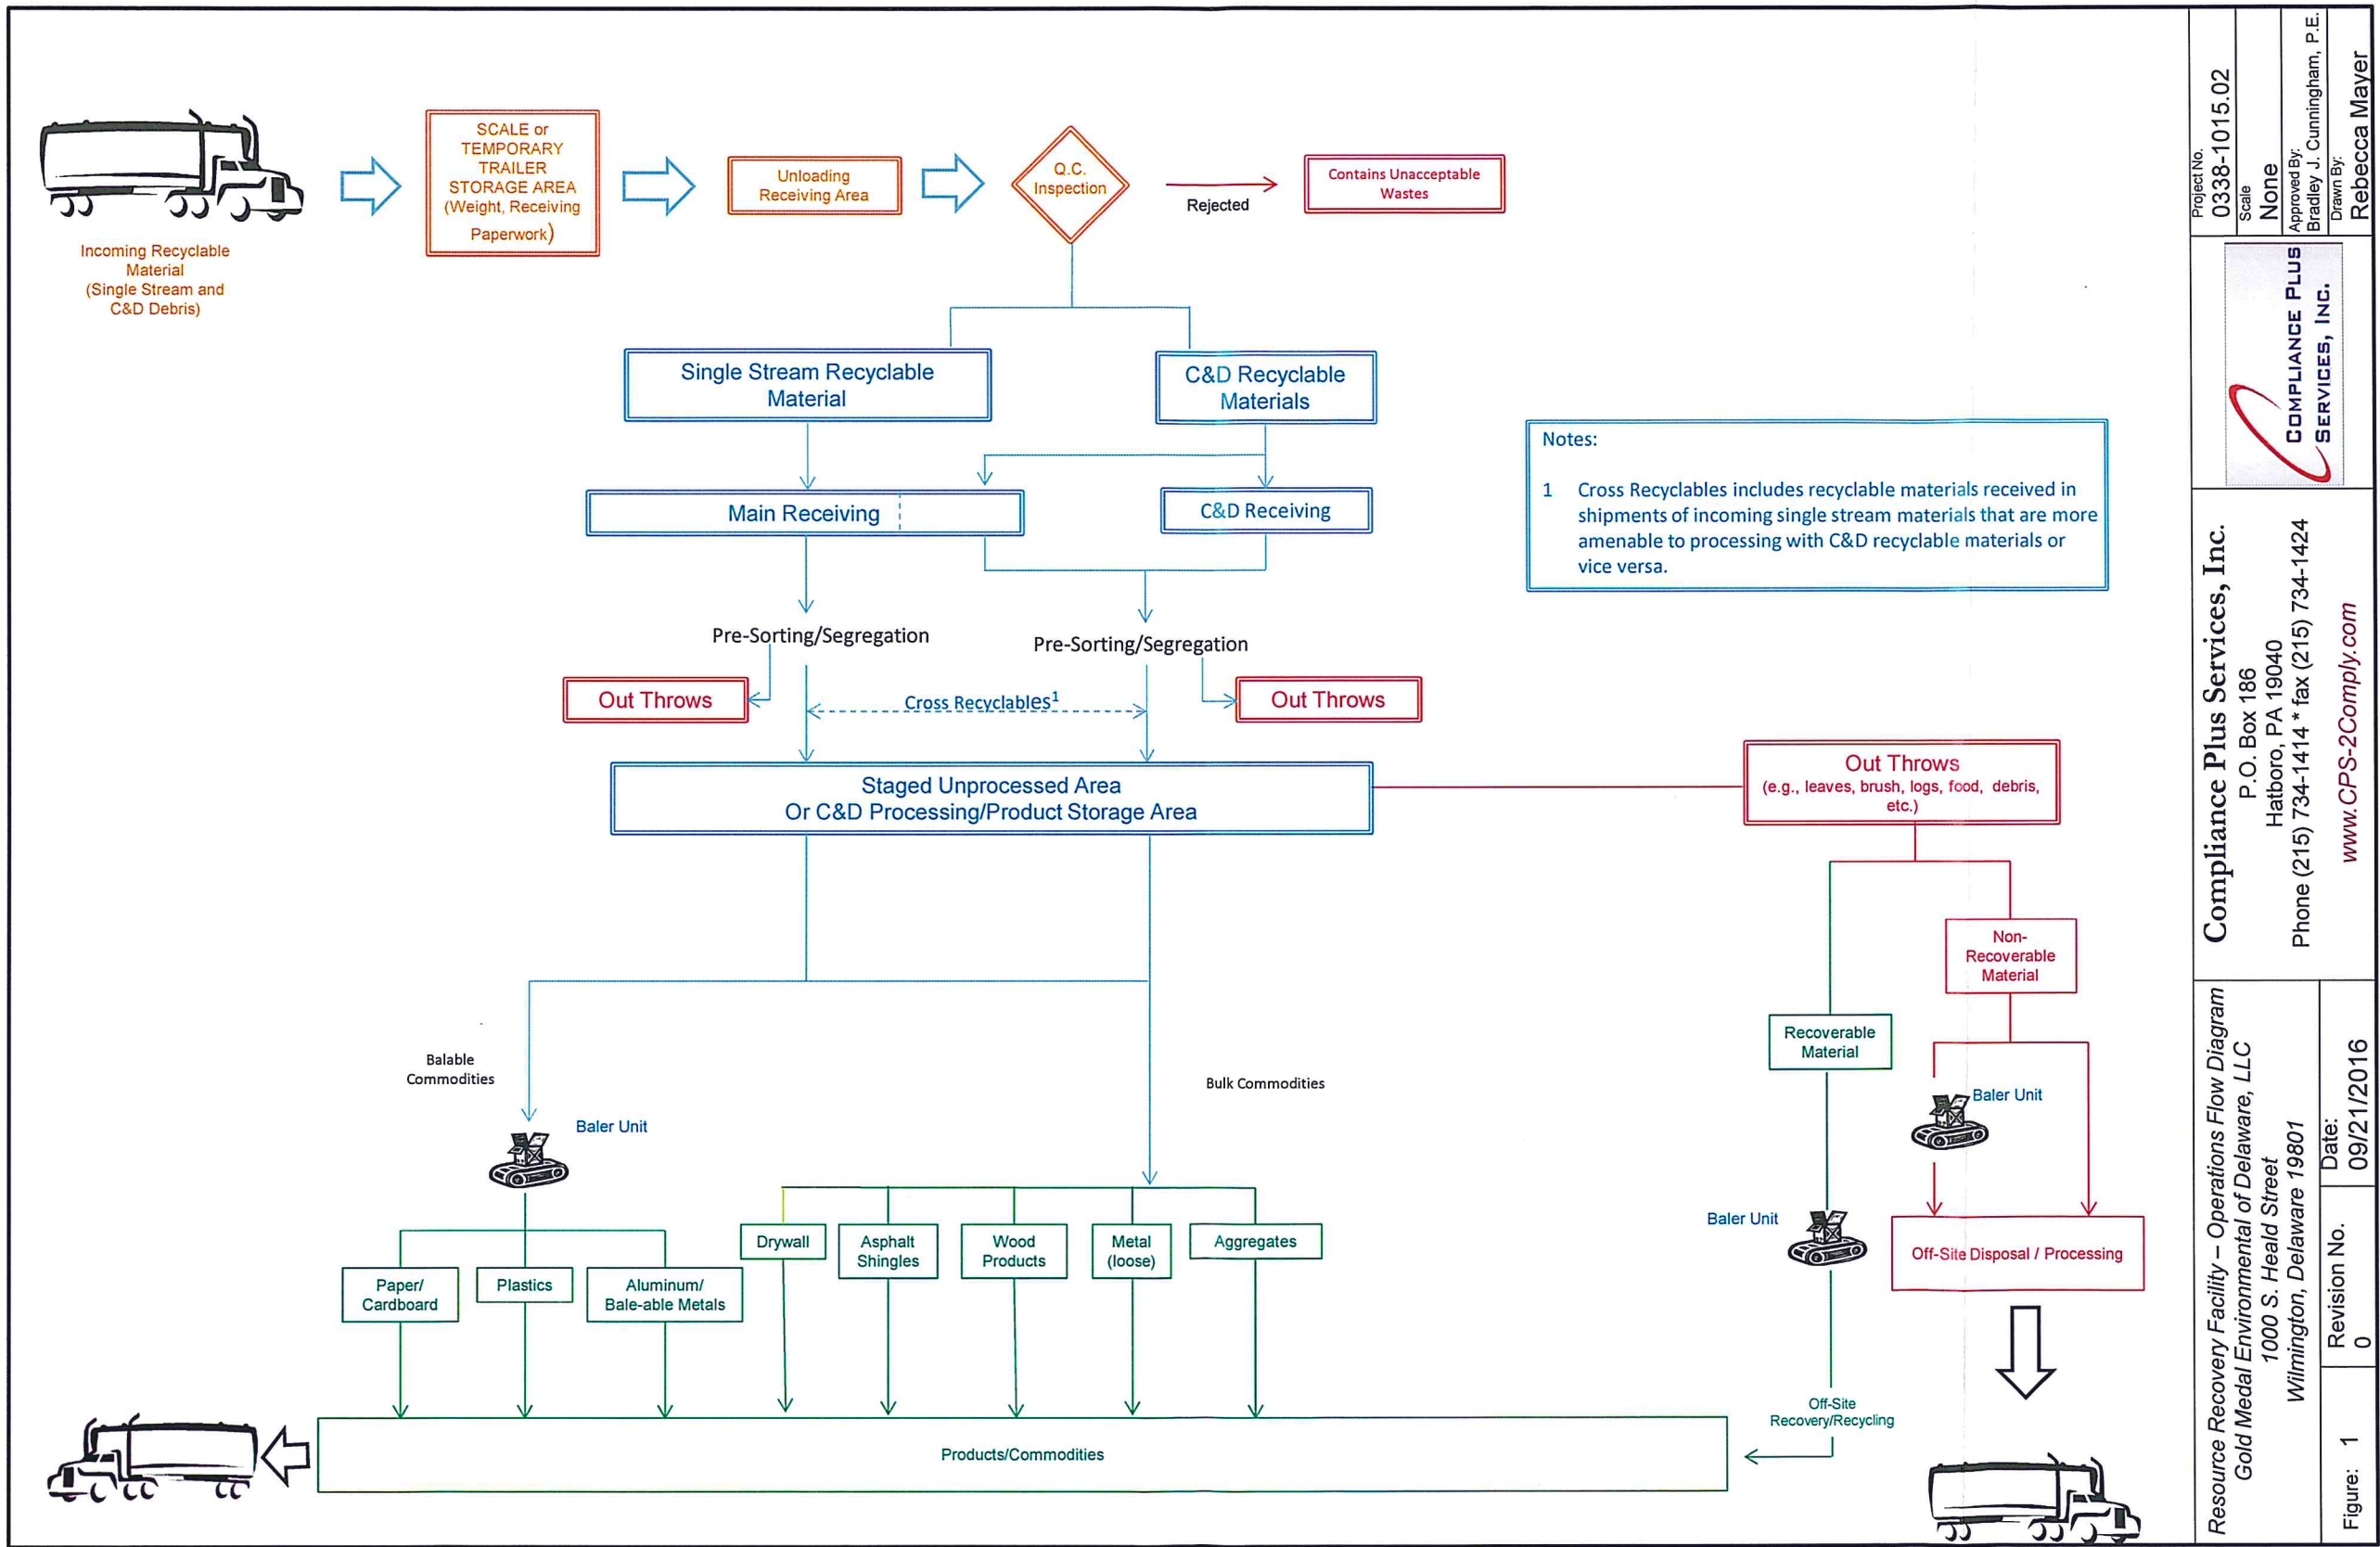 Incoming Recyclable
Material
(Single Stream and
C&D Debris)
SCALE or
TEMPORARY
TRAILER
STORAGE AREA
(Weight, Receiving
Paperwork)
Unloading
Receiving Area
Q.C.
Inspection
Rejected
Contains Unacceptable
Wastes
Single Stream Recyclable
Material
C&D Recyclable
Materials
Main Receiving
C&D Receiving
Notes:
1 Cross Recyclables includes recyclable materials received in
shipments of incoming single stream materials that are more
amenable to processing with C&D recyclable materials or
vice versa.
Pre-Sorting/Segregation
Pre-Sorting/Segregation
Out Throws
Cross Recyclables¹
Out Throws
Staged Unprocessed Area
Or C&D Processing/Product Storage Area
Out Throws
(e.g., leaves, brush, logs, food, debris,
etc.)
Non-
Recoverable
Material
Recoverable
Material
Balable
Commodities
Baler Unit
Bulk Commodities
Baler Unit
Baler Unit
Off-Site Disposal / Processing
Drywall
Asphalt
Shingles
Wood
Products
Metal
(loose)
Aggregates
Paper/
Cardboard
Plastics
Aluminum/
Bale-able Metals
Off-Site
Recovery/Recycling
Products/Commodities
Resource Recovery Facility – Operations Flow Diagram
Gold Medal Environmental of Delaware, LLC
1000 S. Heald Street
Wilmington, Delaware 19801
Figure: 1
Revision No.
0
Date:
09/21/2016
Compliance Plus Services, Inc.
P.O. Box 186
Hatboro, PA 19040
Phone (215) 734-1414 * fax (215) 734-1424
www.CPS-2Comply.com
COMPLIANCE PLUS
SERVICES, INC.
Project No.
0338-1015.02
Scale
None
Approved By:
Bradley J. Cunningham, P.E.
Drawn By:
Rebecca Mayer